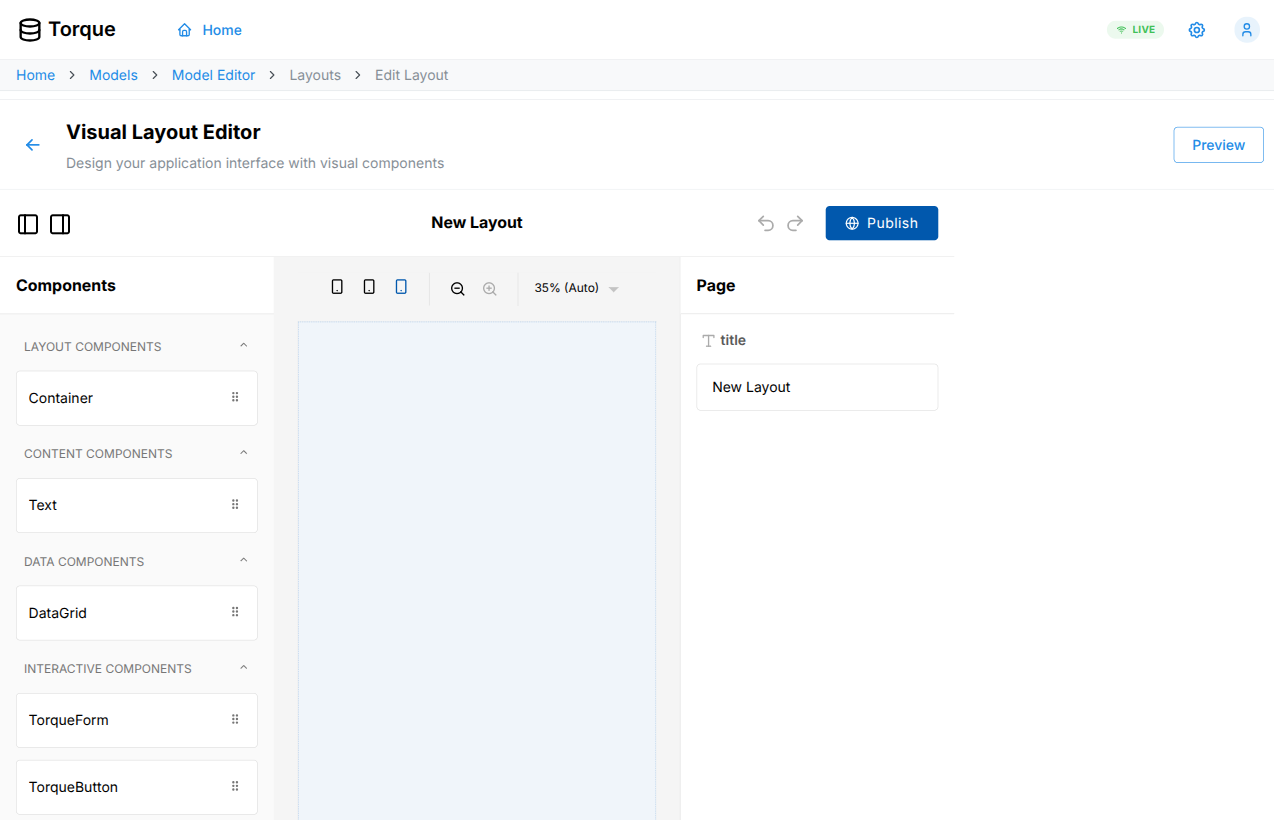 Torque
Home
LIVE
Home > Models > Model Editor > Layouts > Edit Layout
Visual Layout Editor
Design your application interface with visual components
Preview
New Layout
Publish
Components
35% (Auto)
Page
LAYOUT COMPONENTS
Container
CONTENT COMPONENTS
Text
DATA COMPONENTS
DataGrid
INTERACTIVE COMPONENTS
TorqueForm
TorqueButton
title
New Layout